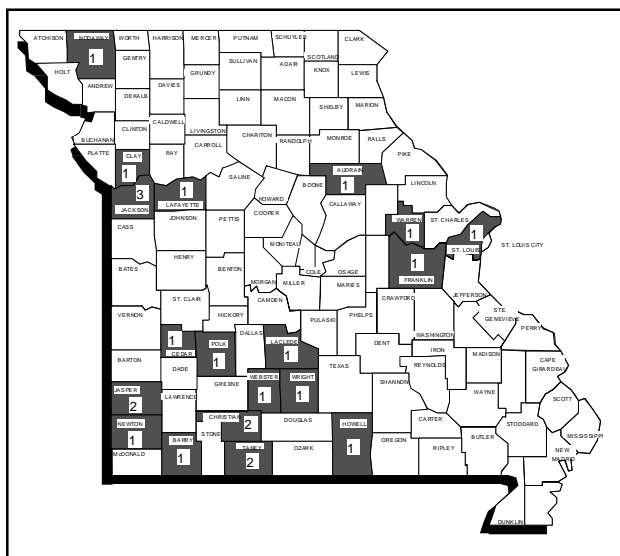 ATCHISON NODAWAY WORTH HARRISON MERCER PUTNAM SCHUYLER CLARK
1
SCOTLAND
GENTRY SULLIVAN ADAIR
HOLT GRUNDY KNOX LEWIS
ANDREW DAVIES
DEKALB LINN MACON
SHELBY MARION
CALDWELL
CLINTON LIVINGSTON
BUCHANAN CARROLL CHARITON RANDOLPH MONROE RALLS
PLATTE CLAY RAY PIKE
1 SALINE AUDRAIN
1
BOONE LINCOLN
3 1
JACKSON LAFAYETTE HOWARD CALLAWAY
COOPER
CASS JOHNSON PETTIS WARREN ST. CHARLES
1 1
MONITEAU ST. LOUIS CITY
HENRY ST. LOUIS
1
BATES BENTON COLE OSAGE FRANKLIN
MORGAN MILLER MARIES
ST. CLAIR CAMDEN CRAWFORD JEFFERSON
VERNON HICKORY PULASKI PHELPS STE.
GENEVIEVE
DALLAS WASHINGTON PERRY
1 POLK LACLEDE DENT
CEDAR 1 1 IRON MADISON
BARTON DADE TEXAS REYNOLDS CAPE
GIRARDEAU
WEBSTER WRIGHT
GREENE SHANNON
JASPER 1 1 WAYNE
2 LAWRENCE SCOTT
CHRISTIAN
2 DOUGLAS CARTER
NEWTON STODDARD
1 STONE HOWELL MISSISSIPPI
BARRY TANEY OZARK OREGON RIPLEY BUTLER
McDONALD 1 2 1 NEW
MADRID
DUNKLIN